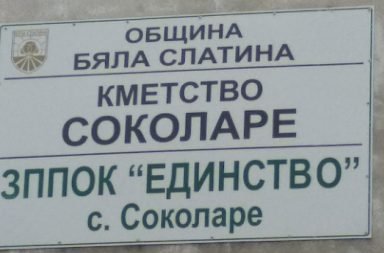 ОБЩИНА
БЯЛА СЛАТИНА
КМЕТСТВО
СОКОЛАРЕ
ЗППОК "ЕДИНСТВО"
с. Соколаре